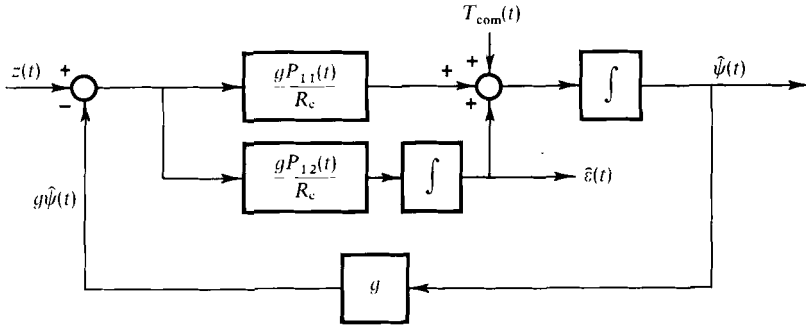 T_com(t)
z(t)
+
−
gP_11(t)
R_c
+
+
+
∫
ψ̂(t)
gP_12(t)
R_c
∫
ε̂(t)
gψ̂(t)
g